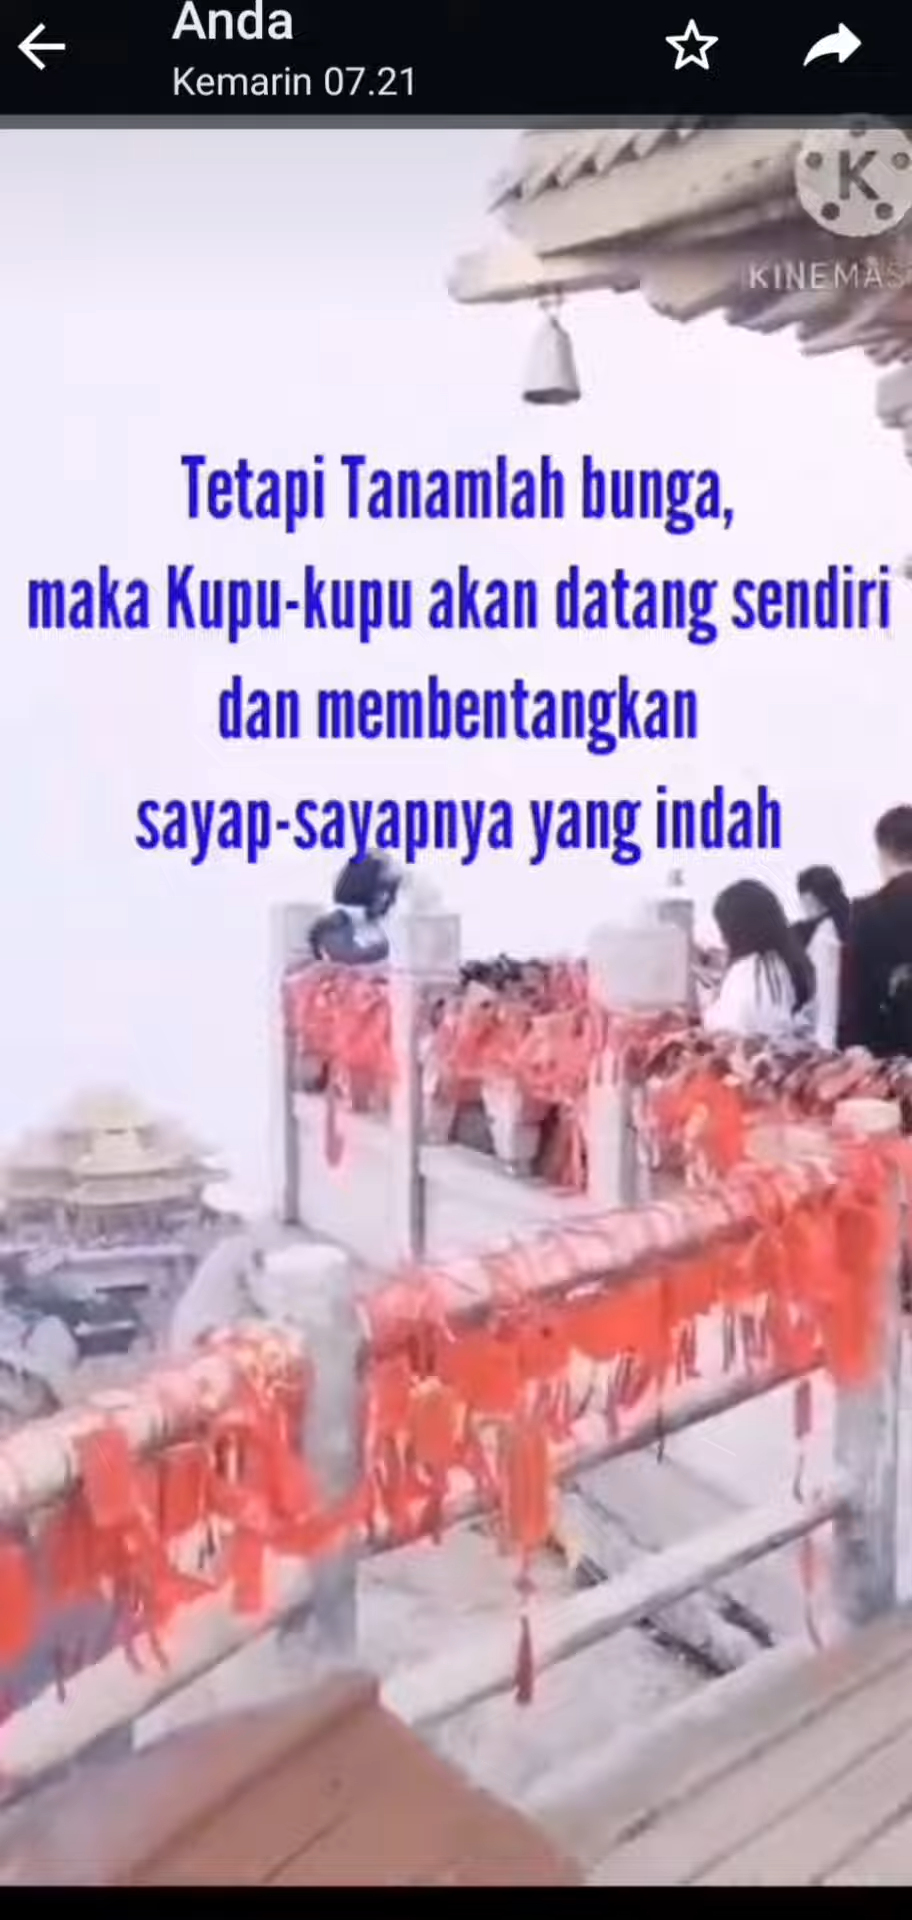 Anda
Kemarin 07.21
K
KINEMAS
Tetapi Tanamlah bunga,
maka Kupu-kupu akan datang sendiri
dan membentangkan
sayap-sayapnya yang indah